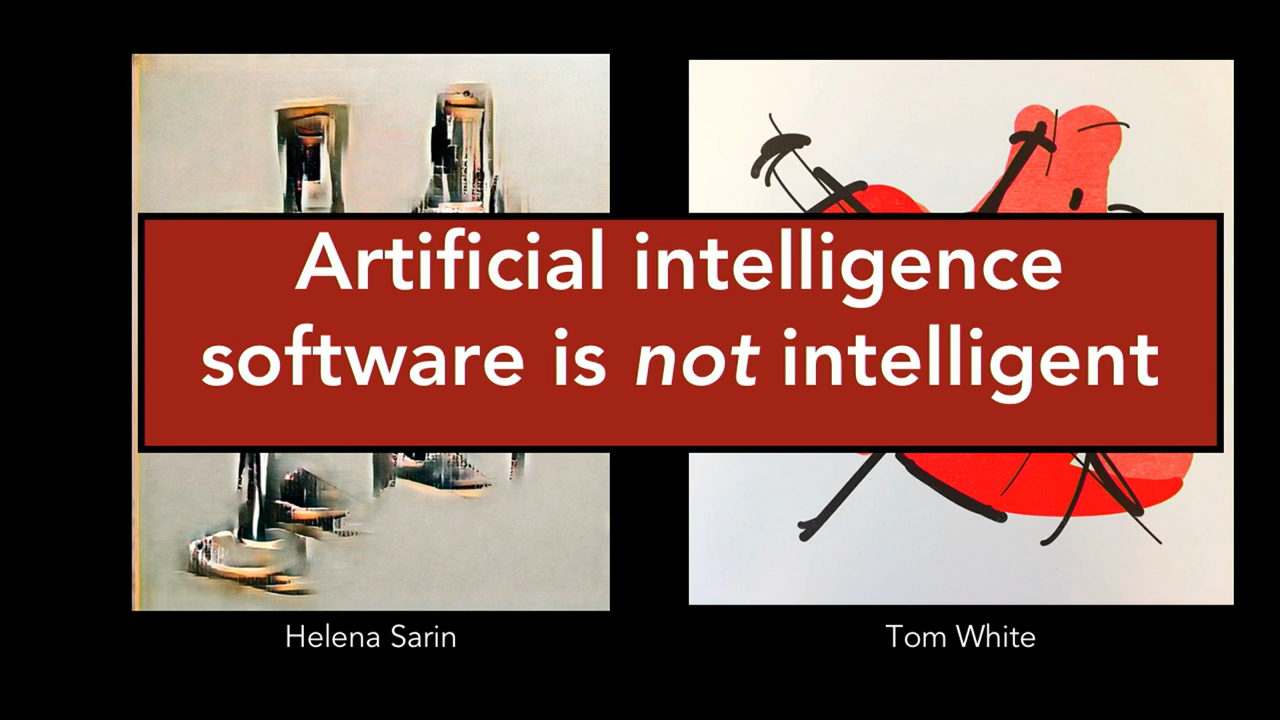 Artificial intelligence
software is not intelligent
Helena Sarin
Tom White